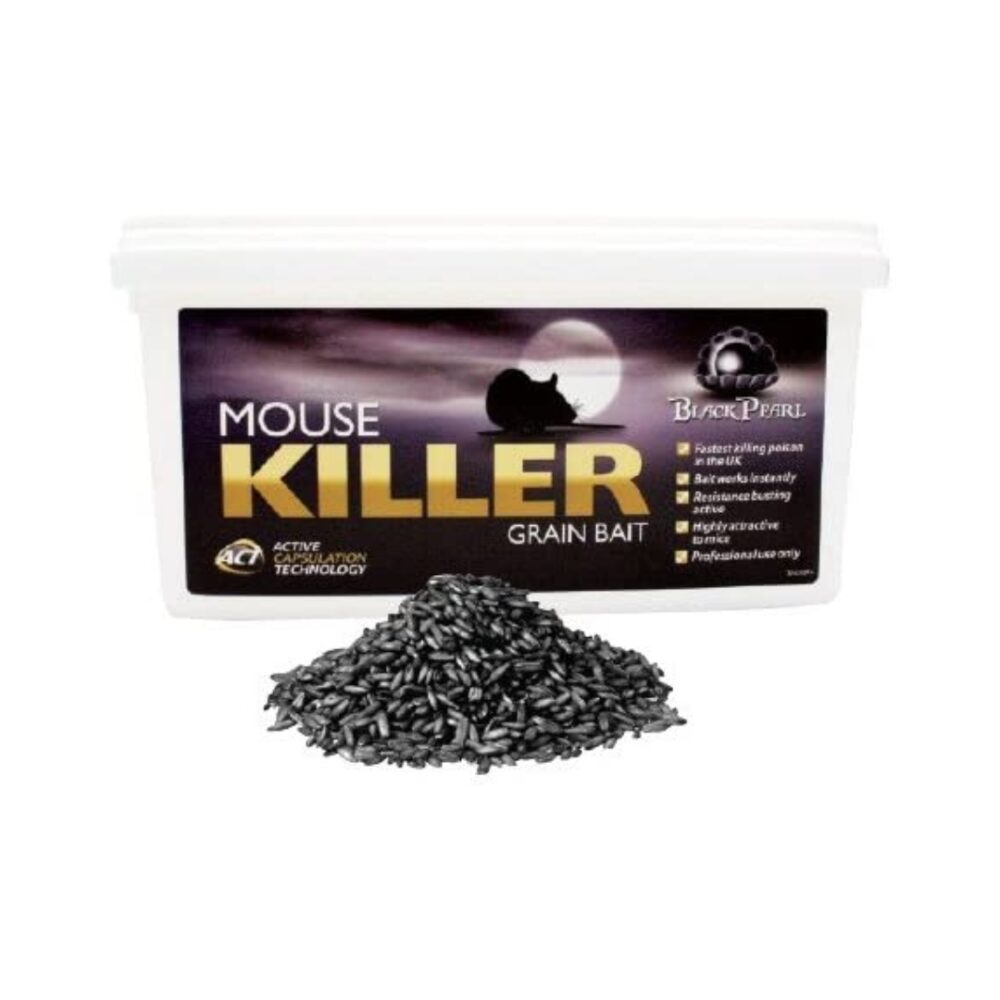 MOUSE
KILLER
GRAIN BAIT
ACT
ACTIVE
CAPSULATION
TECHNOLOGY
BLACK PEARL
Fastest killing poison
in the UK
Bait works instantly
Resistance busting
active
Highly attractive
to mice
Professional use only